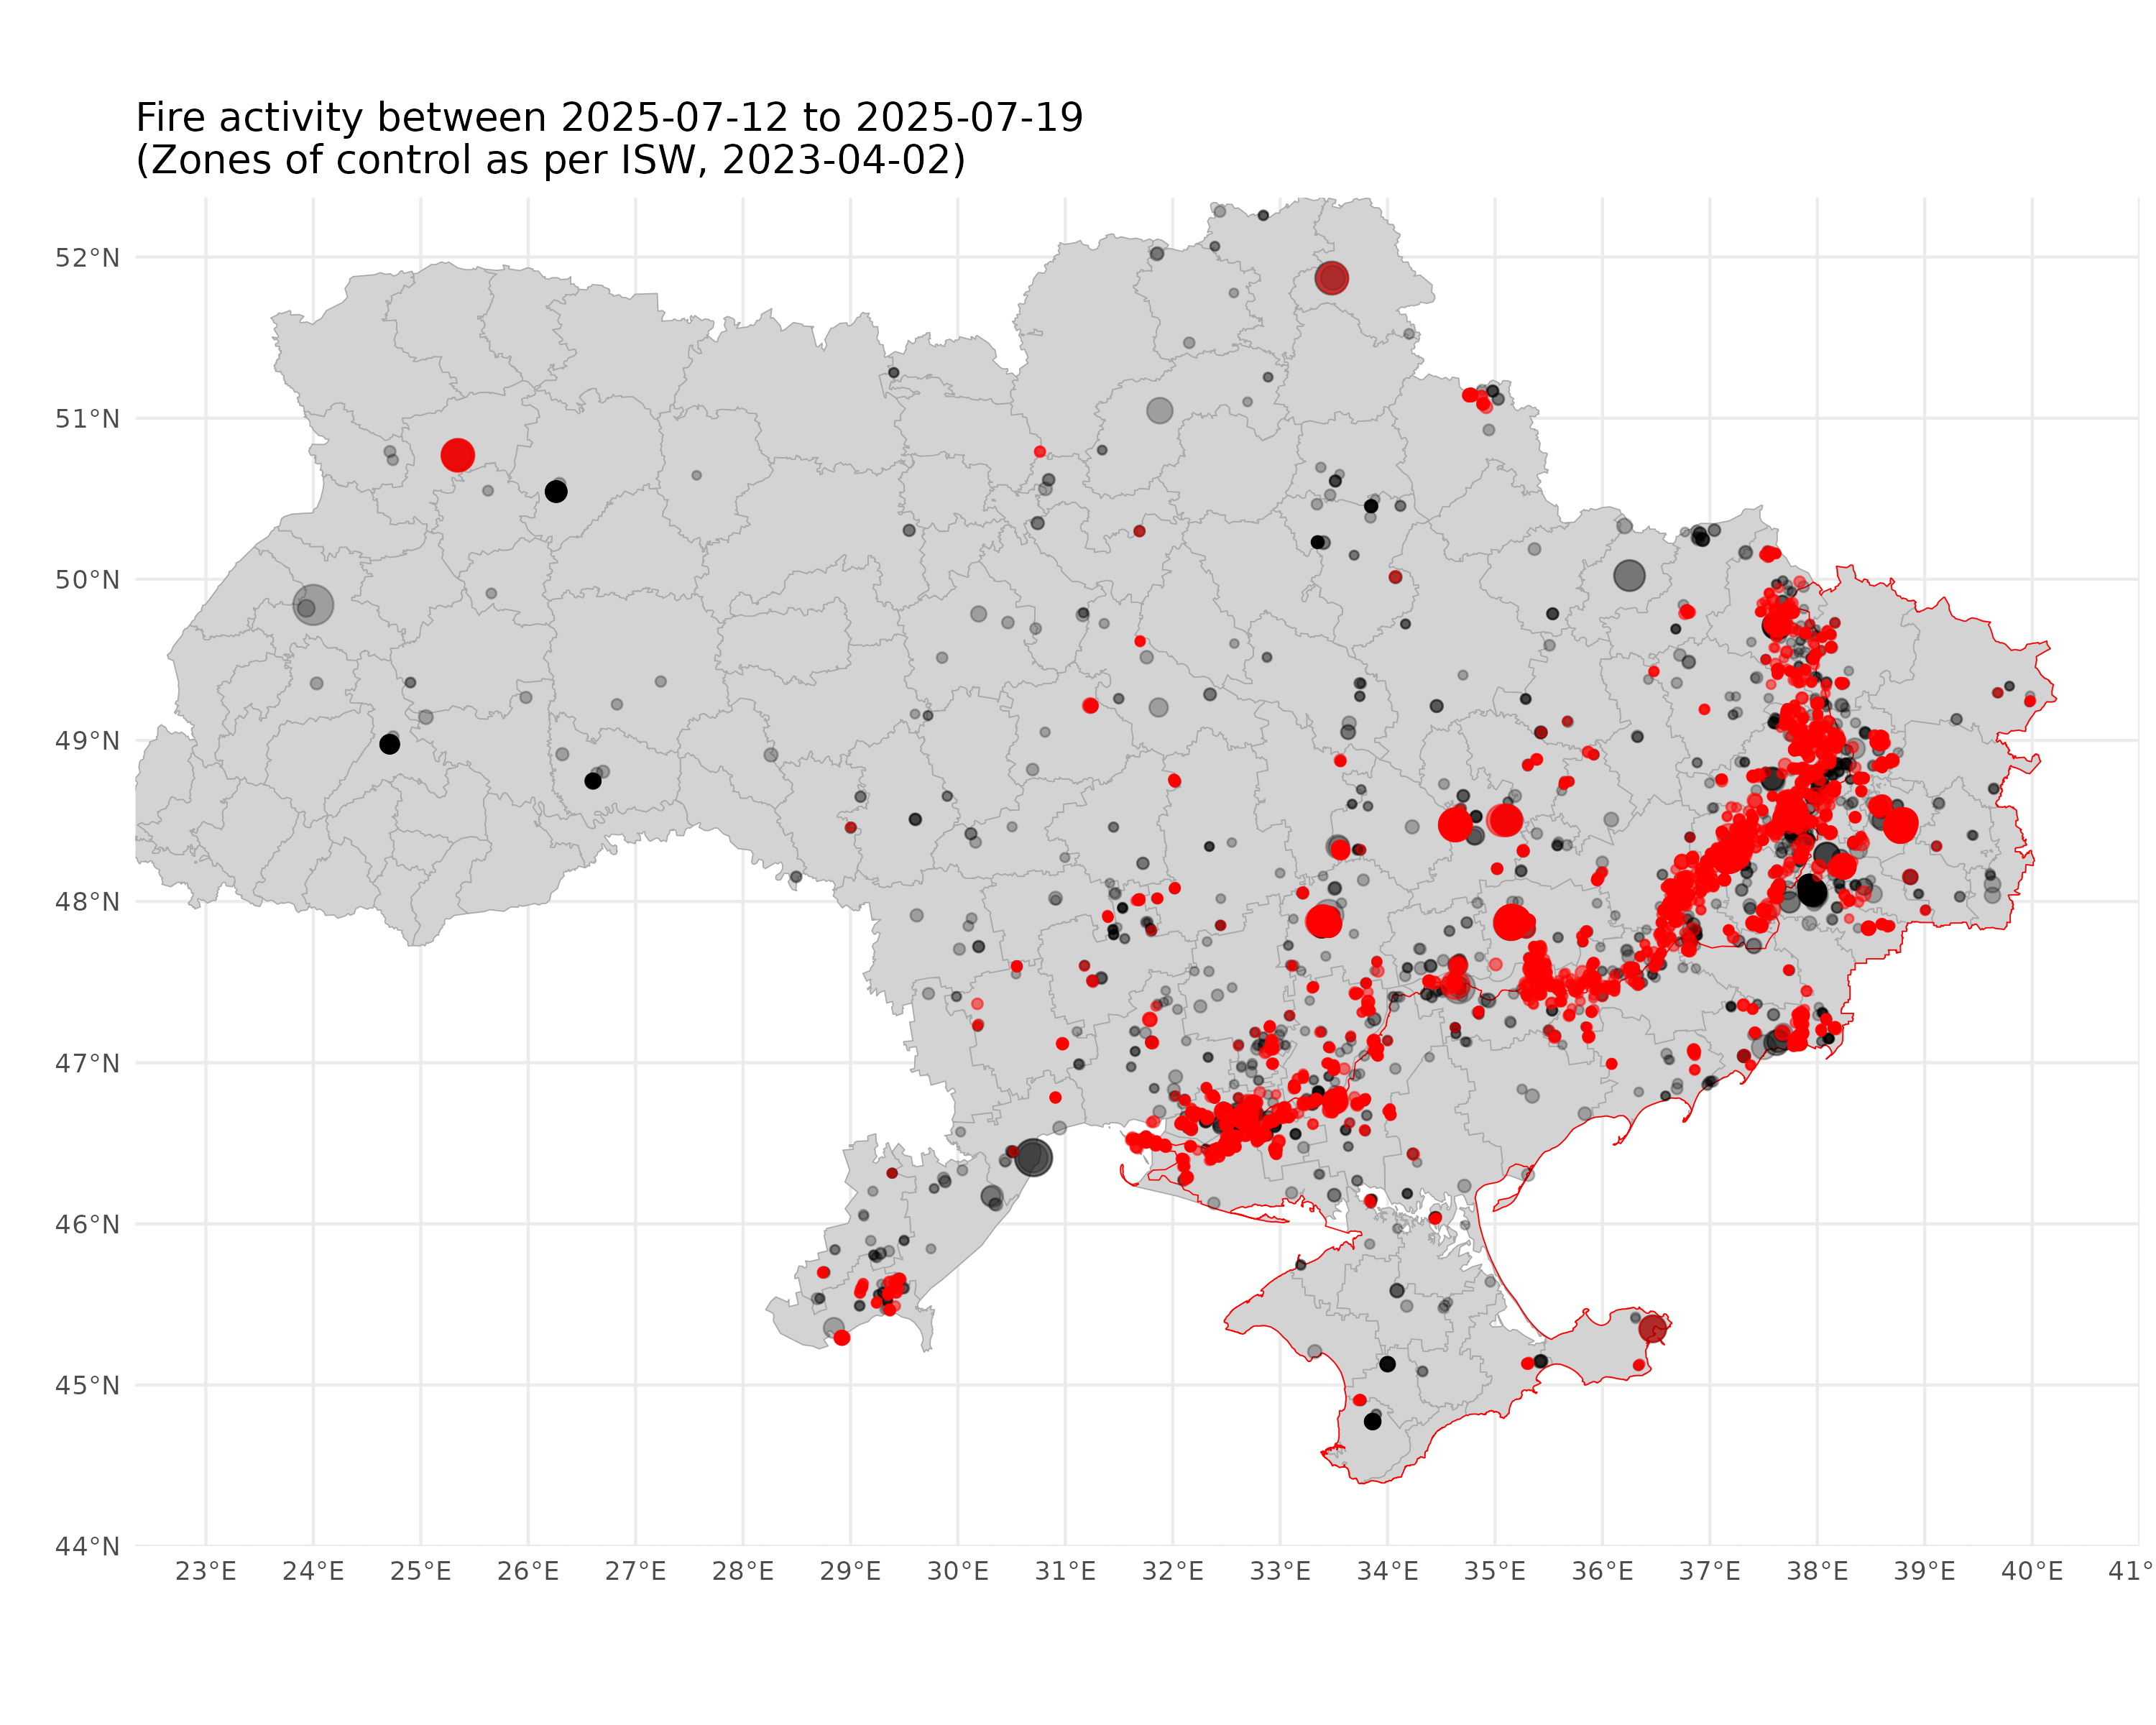 Fire activity between 2025-07-12 to 2025-07-19
(Zones of control as per ISW, 2023-04-02)
52°N
51°N
50°N
49°N
48°N
47°N
46°N
45°N
44°N
23°E 24°E 25°E 26°E 27°E 28°E 29°E 30°E 31°E 32°E 33°E 34°E 35°E 36°E 37°E 38°E 39°E 40°E 41°